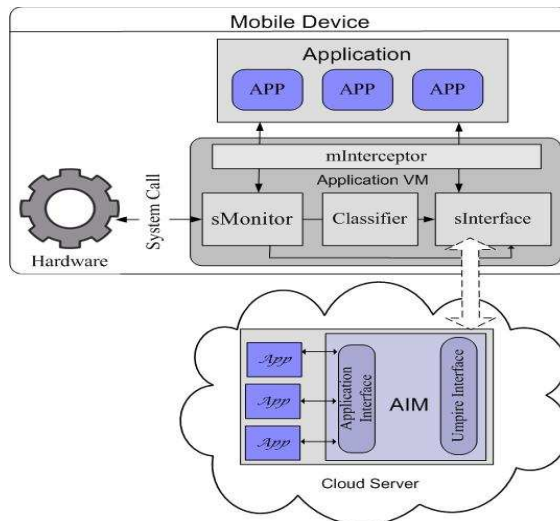 Mobile Device
Application
APP APP APP
mInterceptor
Application VM
System Call
sMonitor Classifier sInterface
Hardware
App
App
App
Application
Interface
AIM
Umpire Interface
Cloud Server